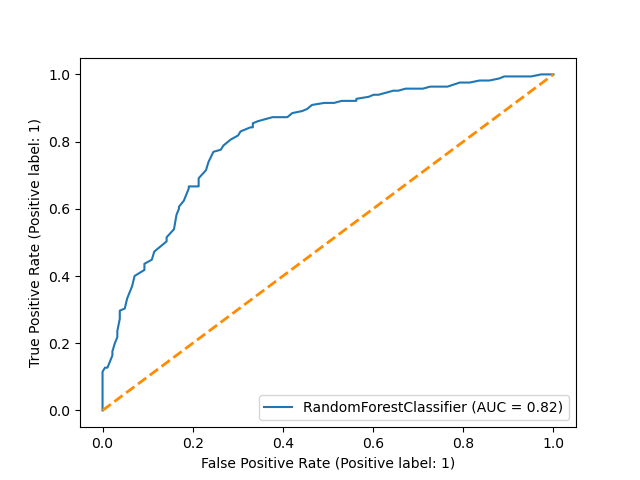 1.0
0.8
0.6
0.4
0.2
0.0
True Positive Rate (Positive label: 1)
RandomForestClassifier (AUC = 0.82)
0.0 0.2 0.4 0.6 0.8 1.0
False Positive Rate (Positive label: 1)